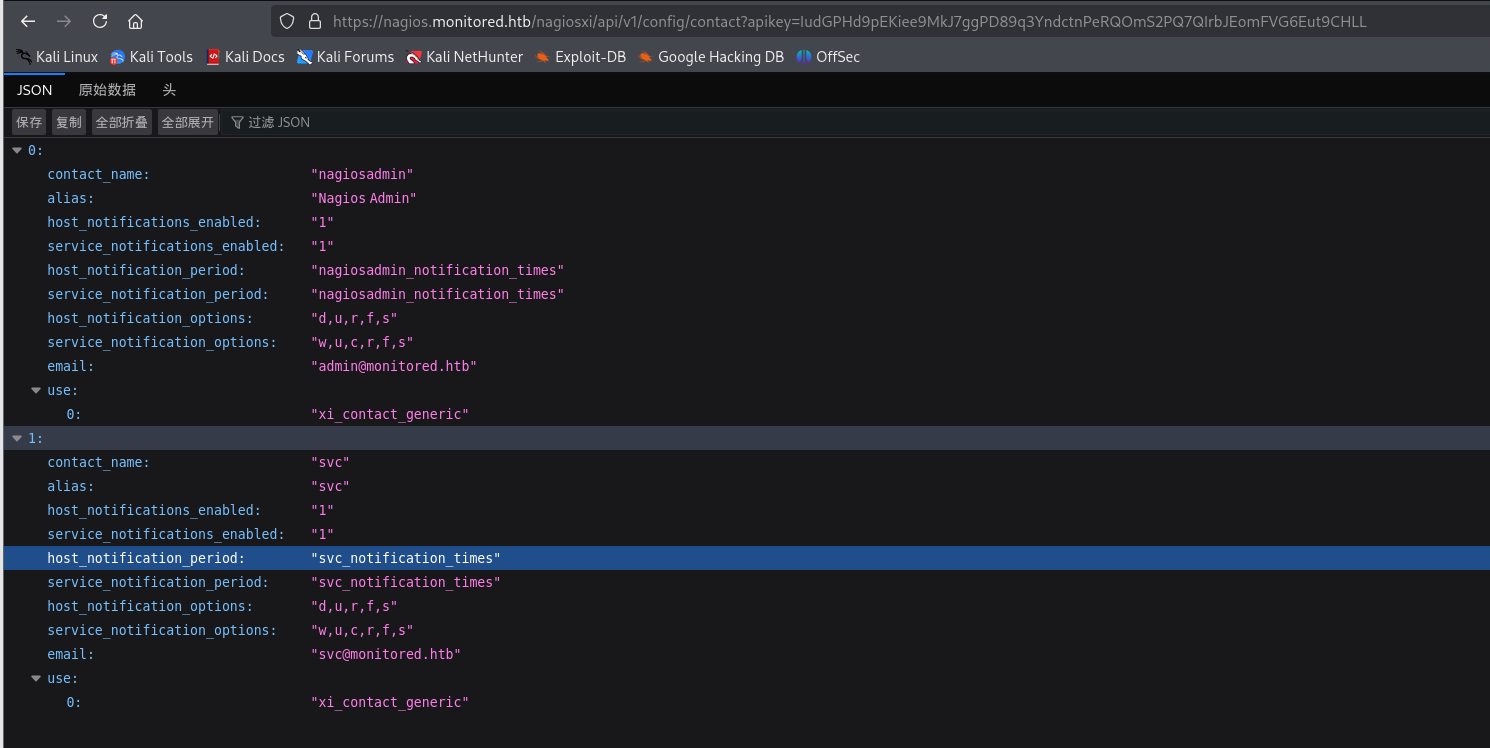 https://nagios.monitored.htb/nagiosxi/api/v1/config/contact?apikey=IudGPHd9pEKiee9MkJ7ggPD89q3YndctnPeRQOmS2PQ7QIrbJEomFVG6Eut9CHLL
Kali Linux Kali Tools Kali Docs Kali Forums Kali NetHunter Exploit-DB Google Hacking DB OffSec
JSON 原始数据 头
保存 复制 全部折叠 全部展开 过滤 JSON
0:
contact_name: "nagiosadmin"
alias: "Nagios Admin"
host_notifications_enabled: "1"
service_notifications_enabled: "1"
host_notification_period: "nagiosadmin_notification_times"
service_notification_period: "nagiosadmin_notification_times"
host_notification_options: "d,u,r,f,s"
service_notification_options: "w,u,c,r,f,s"
email: "admin@monitored.htb"
use:
0: "xi_contact_generic"
1:
contact_name: "svc"
alias: "svc"
host_notifications_enabled: "1"
service_notifications_enabled: "1"
host_notification_period: "svc_notification_times"
service_notification_period: "svc_notification_times"
host_notification_options: "d,u,r,f,s"
service_notification_options: "w,u,c,r,f,s"
email: "svc@monitored.htb"
use:
0: "xi_contact_generic"